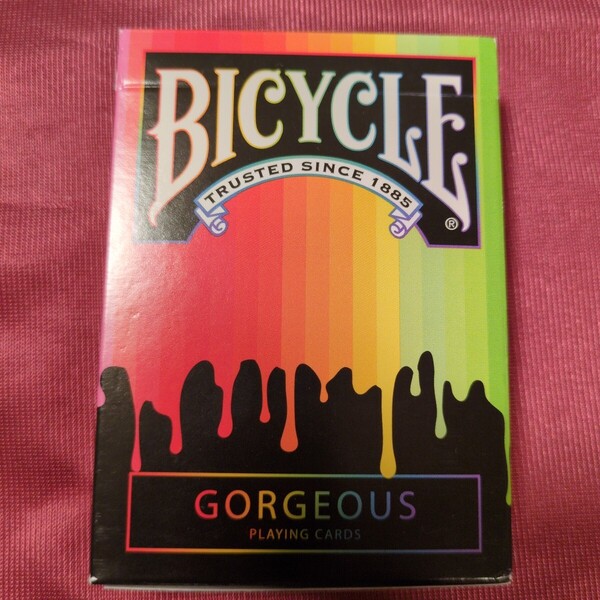 BICYCLE
TRUSTED SINCE 1885
®
GORGEOUS
PLAYING CARDS